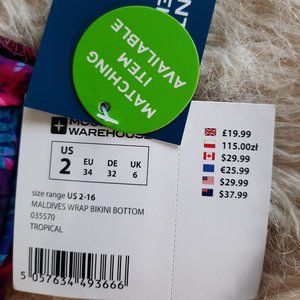 MATCHING
ITEM
AVAILABLE
WAREHOUSE
US
2
EU
34
DE
32
UK
6
size range US 2-16
MALDIVES WRAP BIKINI BOTTOM
035570
TROPICAL
5 057634 493666
£19.99
115.00zł
$29.99
€25.99
$29.99
$37.99